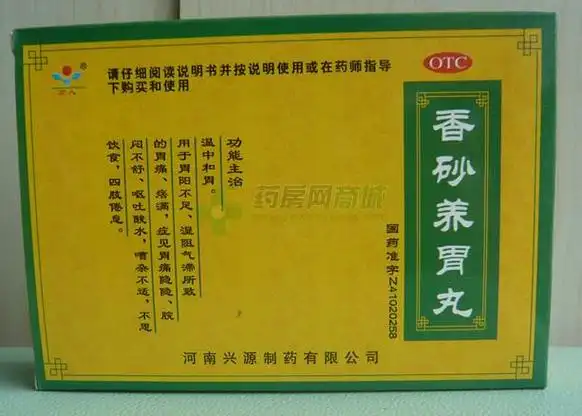 请仔细阅读说明书并按说明使用或在药师指导
下购买和使用
OTC
香砂养胃丸
国药准字Z41020258
功能主治
温中和胃。
用于胃阳不足、湿阻气滞所致
的胃痛、痞满，症见胃痛隐隐、脘
闷不舒、呕吐酸水，嘈杂不适，不思
饮食，四肢倦怠。
药房网商城
河南兴源制药有限公司